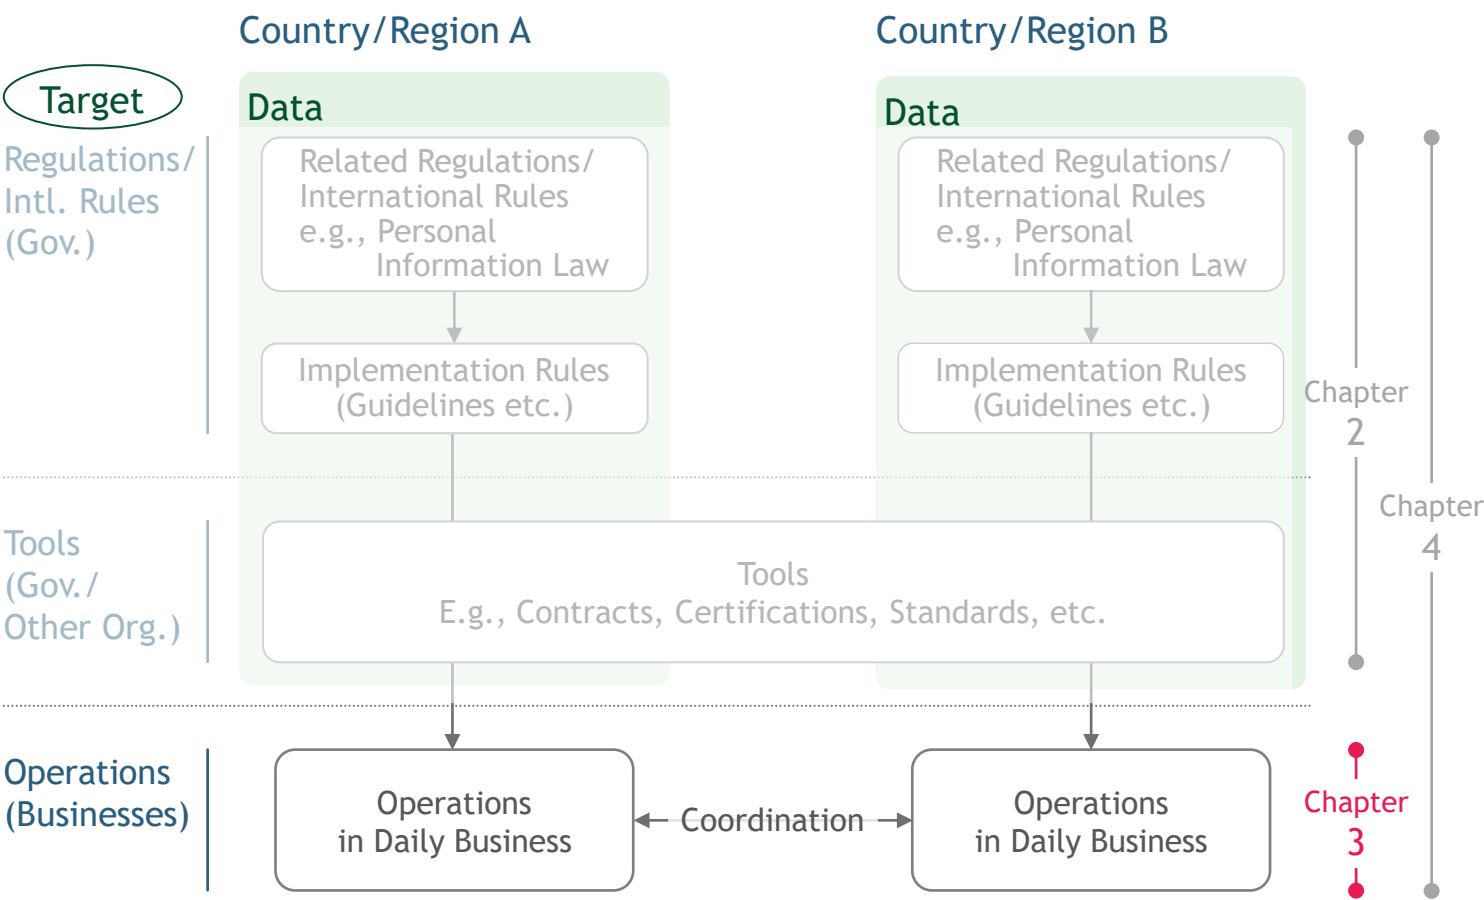 Country/Region A
Country/Region B
Target
Data
Data
Regulations/
Intl. Rules
(Gov.)
Related Regulations/
International Rules
e.g., Personal
Information Law
Related Regulations/
International Rules
e.g., Personal
Information Law
Implementation Rules
(Guidelines etc.)
Implementation Rules
(Guidelines etc.)
Chapter
2
Chapter
4
Tools
(Gov./
Other Org.)
Tools
E.g., Contracts, Certifications, Standards, etc.
Operations
(Businesses)
Operations
in Daily Business
Coordination
Operations
in Daily Business
Chapter
3